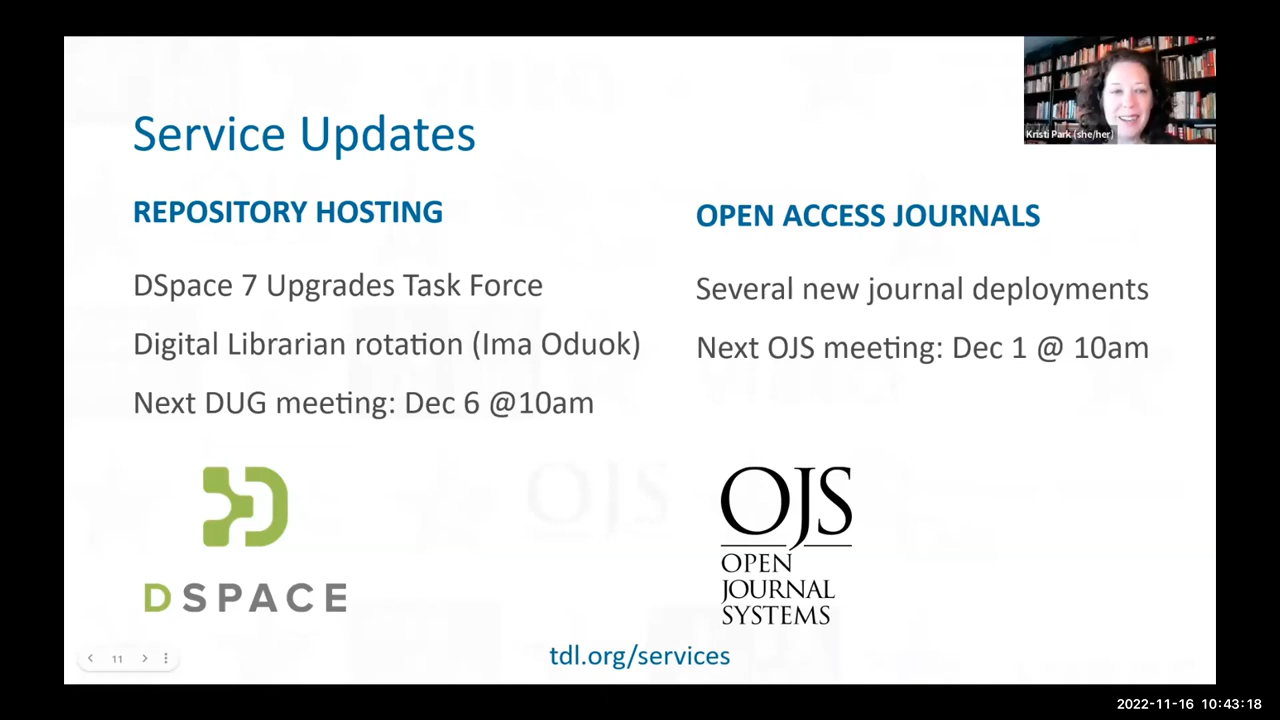 Service Updates
Kristi Park (she/her)
REPOSITORY HOSTING
DSpace 7 Upgrades Task Force
Digital Librarian rotation (Ima Oduok)
Next DUG meeting: Dec 6 @10am
DSPACE
OPEN ACCESS JOURNALS
Several new journal deployments
Next OJS meeting: Dec 1 @ 10am
OJS
OPEN
JOURNAL
SYSTEMS
tdl.org/services
11
2022-11-16 10:43:18